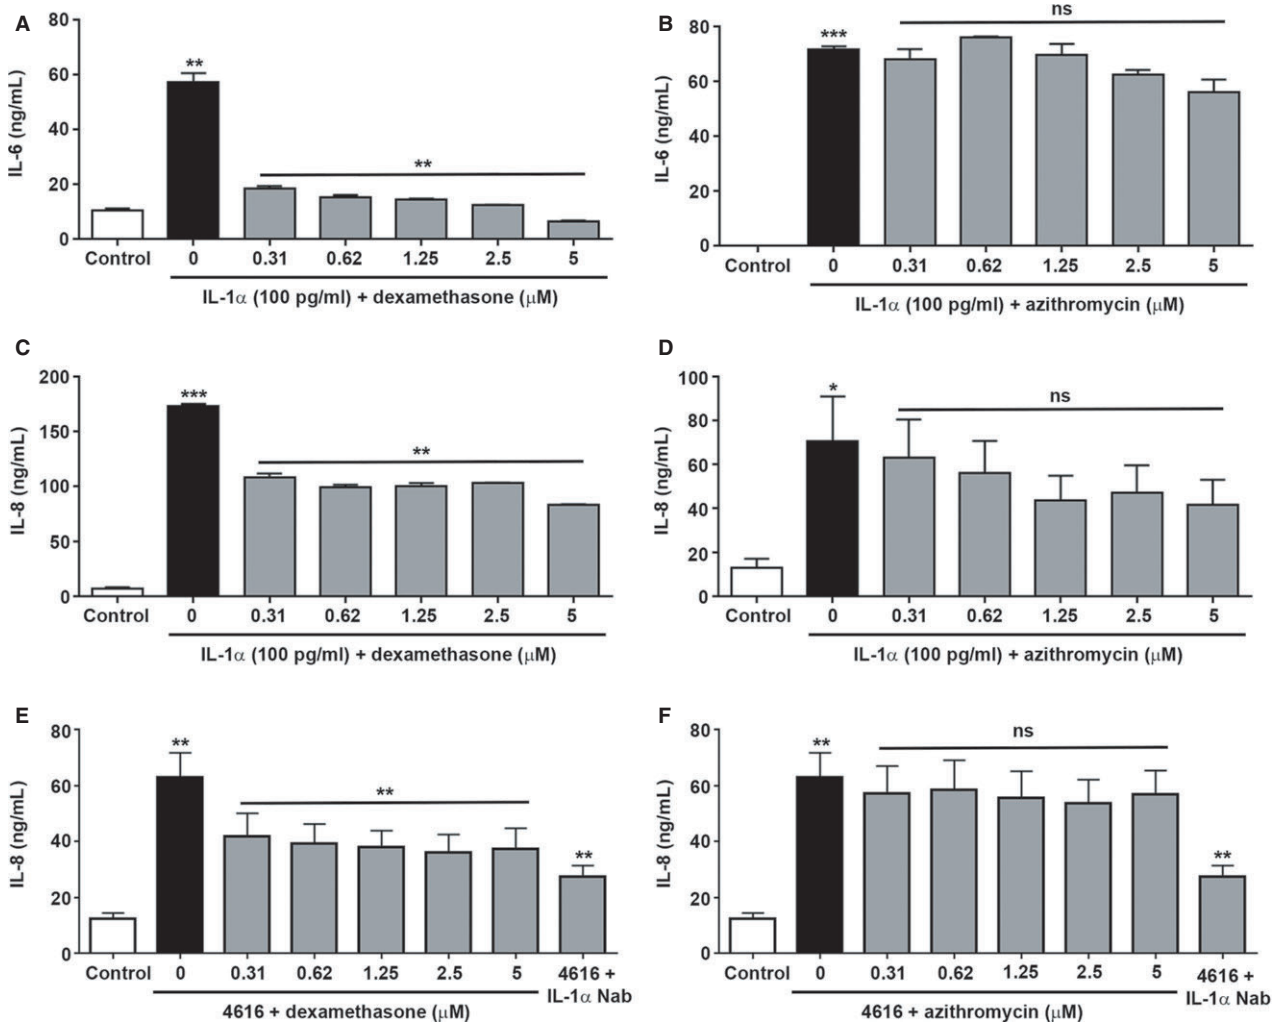 A
80
60
40
20
0
IL-6 (ng/mL)
**
**
Control 0 0.31 0.62 1.25 2.5 5
IL-1α (100 pg/ml) + dexamethasone (μM)
B
80
60
40
20
0
IL-6 (ng/mL)
***
ns
Control 0 0.31 0.62 1.25 2.5 5
IL-1α (100 pg/ml) + azithromycin (μM)
C
200
150
100
50
0
IL-8 (ng/mL)
***
**
Control 0 0.31 0.62 1.25 2.5 5
IL-1α (100 pg/ml) + dexamethasone (μM)
D
100
80
60
40
20
0
IL-8 (ng/mL)
*
ns
Control 0 0.31 0.62 1.25 2.5 5
IL-1α (100 pg/ml) + azithromycin (μM)
E
80
60
40
20
0
IL-8 (ng/mL)
**
**
**
Control 0 0.31 0.62 1.25 2.5 5 4616 +
IL-1α Nab
4616 + dexamethasone (μM)
F
80
60
40
20
0
IL-8 (ng/mL)
**
ns
**
Control 0 0.31 0.62 1.25 2.5 5 4616 +
IL-1α Nab
4616 + azithromycin (μM)